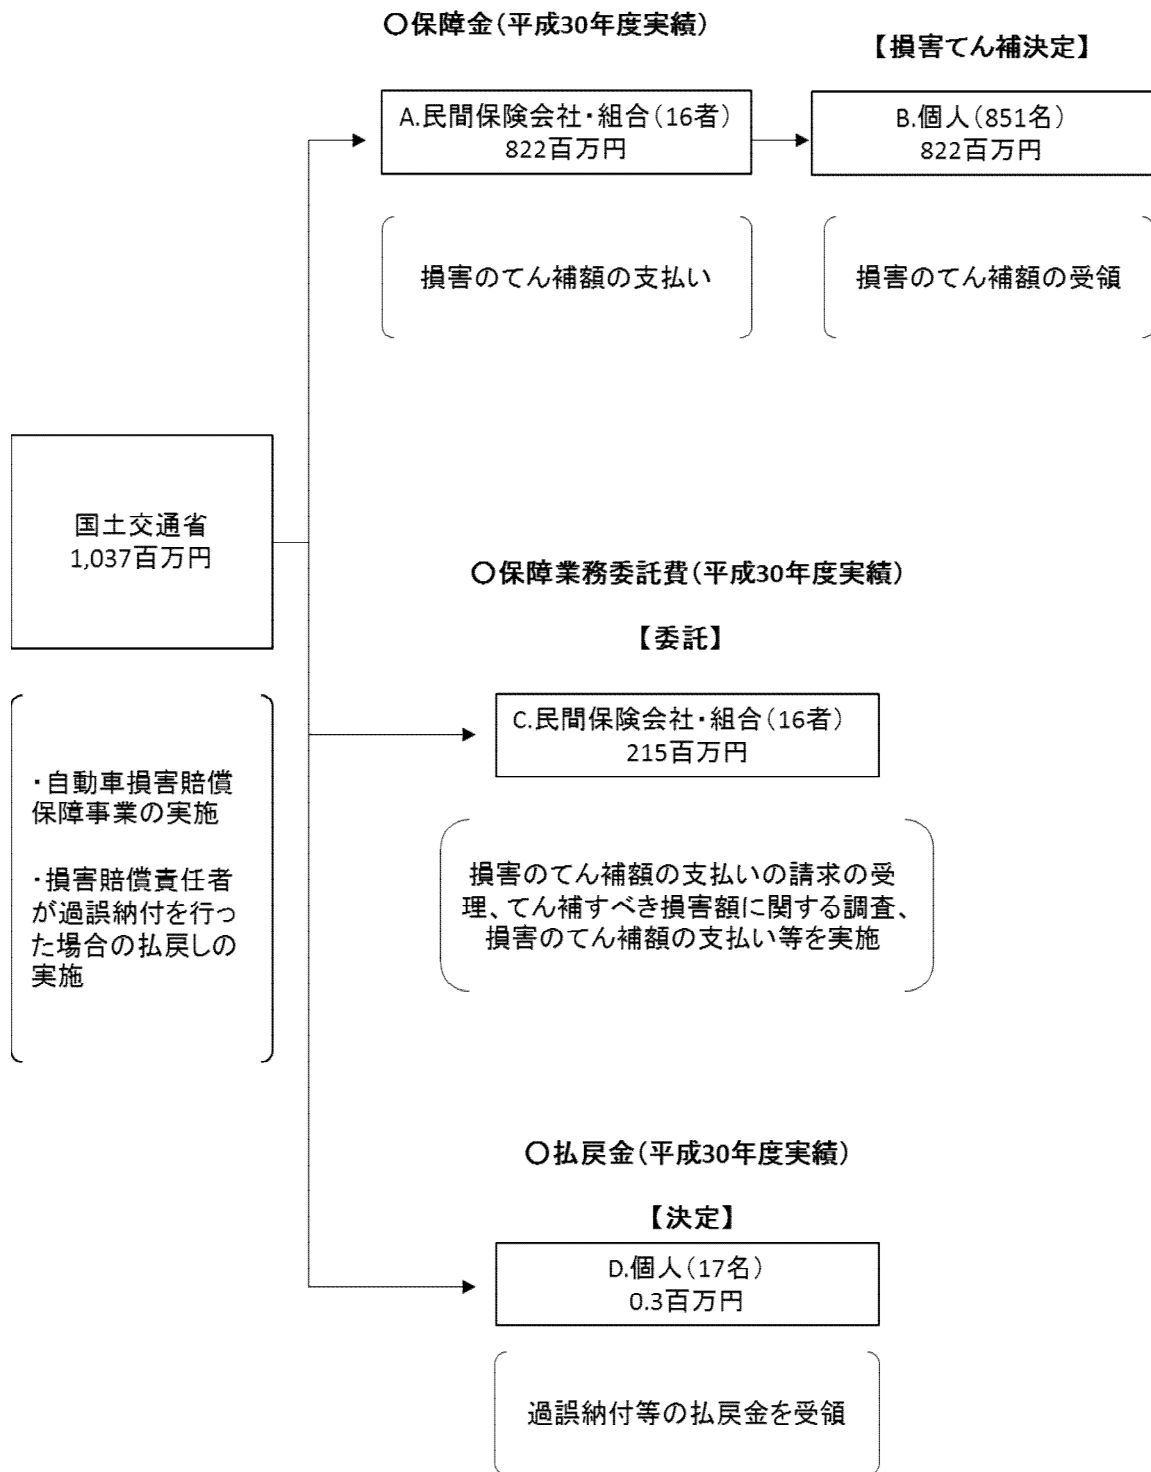 〇保障金(平成30年度実績)
【損害てん補決定】
A.民間保険会社・組合(16者)
822百万円
B.個人(851名)
822百万円
損害のてん補額の支払い
損害のてん補額の受領
国土交通省
1,037百万円
・自動車損害賠償
保障事業の実施
・損害賠償責任者
が過誤納付を行っ
た場合の払戻しの
実施
〇保障業務委託費(平成30年度実績)
【委託】
C.民間保険会社・組合(16者)
215百万円
損害のてん補額の支払いの請求の受
理、てん補すべき損害額に関する調査、
損害のてん補額の支払い等を実施
〇払戻金(平成30年度実績)
【決定】
D.個人(17名)
0.3百万円
過誤納付等の払戻金を受領